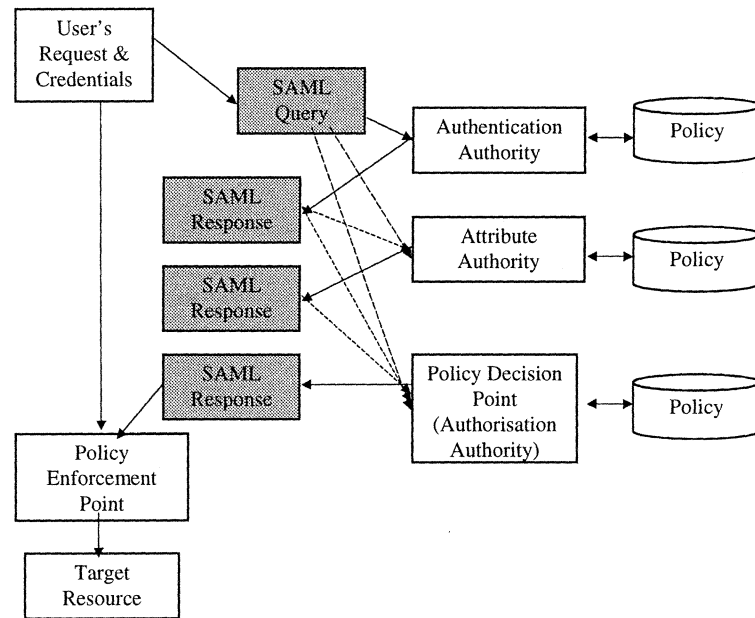 User's
Request &
Credentials
SAML
Query
Authentication
Authority
Policy
SAML
Response
Attribute
Authority
Policy
SAML
Response
SAML
Response
Policy Decision
Point
(Authorisation
Authority)
Policy
Policy
Enforcement
Point
Target
Resource